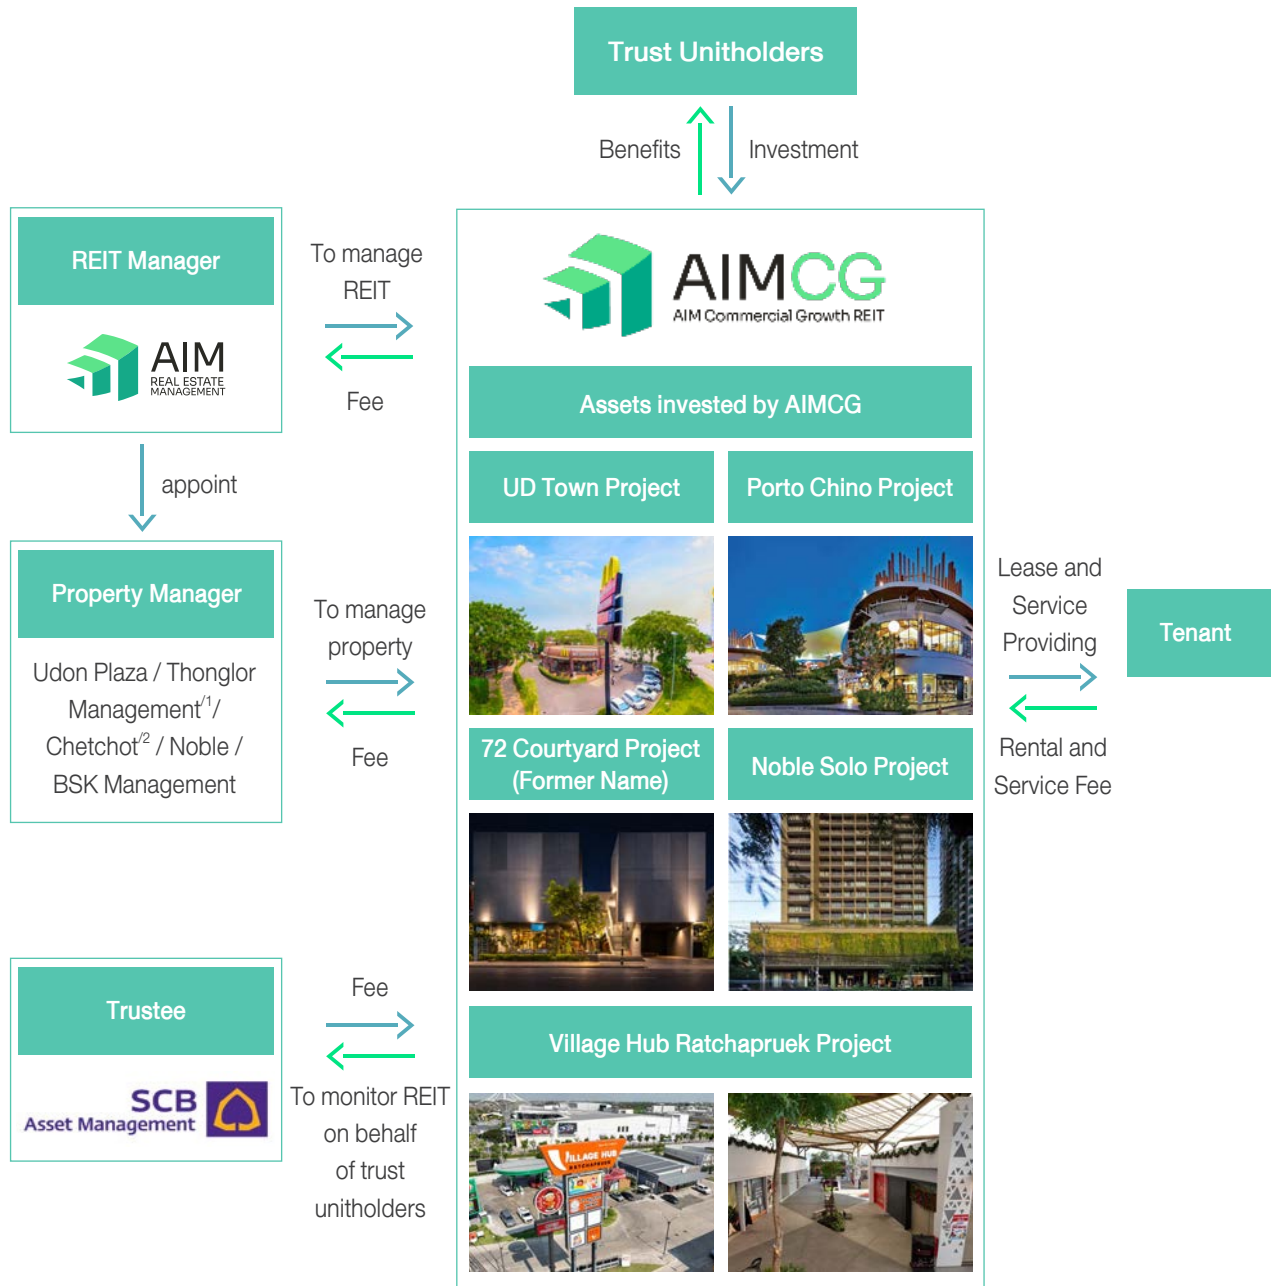 Trust Unitholders
Benefits
Investment
REIT Manager
AIM
REAL ESTATE
MANAGEMENT
To manage
REIT
Fee
appoint
Property Manager
Udon Plaza / Thonglor
Management/1/
Chetchot/2 / Noble /
BSK Management
To manage
property
Fee
Trustee
SCB
Asset Management
Fee
To monitor REIT
on behalf
of trust
unitholders
AIMCG
AIM Commercial Growth REIT
Assets invested by AIMCG
UD Town Project
Porto Chino Project
72 Courtyard Project
(Former Name)
Noble Solo Project
Village Hub Ratchapruek Project
VILLAGE HUB
RATCHAPRUEK
Lease and
Service
Providing
Rental and
Service Fee
Tenant